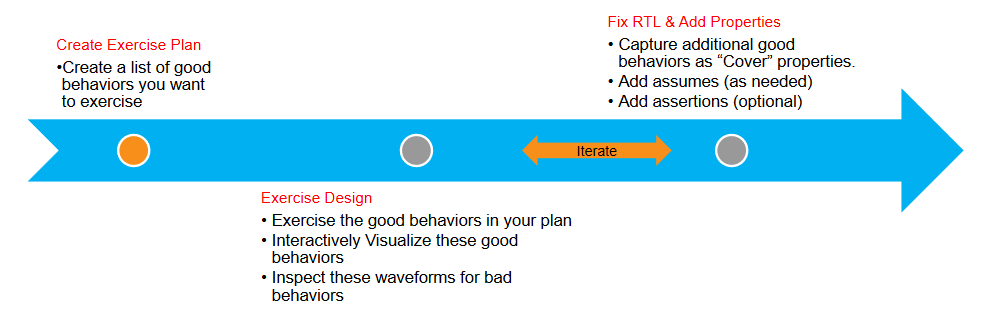 Create Exercise Plan
•Create a list of good
behaviors you want
to exercise
Exercise Design
• Exercise the good behaviors in your plan
• Interactively Visualize these good
behaviors
• Inspect these waveforms for bad
behaviors
Iterate
Fix RTL & Add Properties
• Capture additional good
behaviors as “Cover” properties.
• Add assumes (as needed)
• Add assertions (optional)